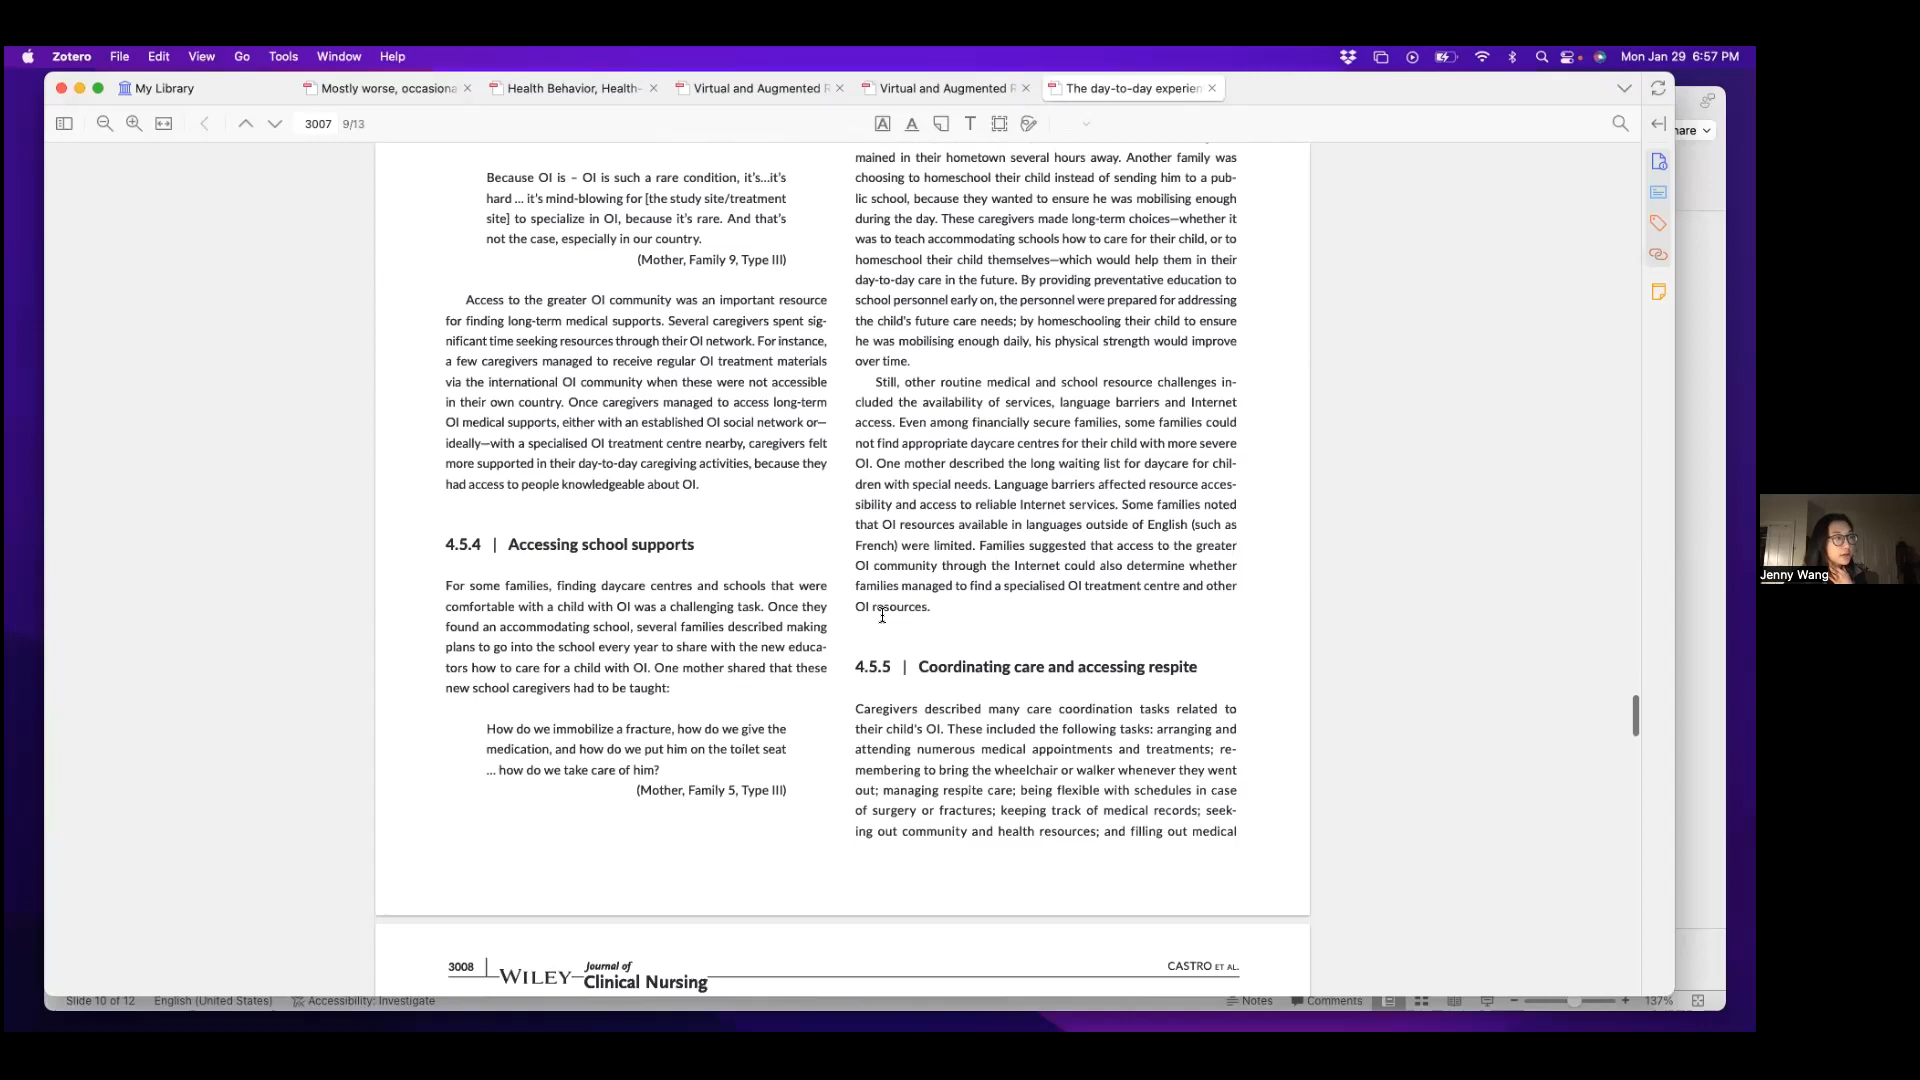 Zotero File Edit View Go Tools Window Help
Mon Jan 29 6:57 PM
My Library
Mostly worse, occasiona
Health Behavior, Health-
Virtual and Augmented R
Virtual and Augmented R
The day-to-day experien
3007 9/13
hare
Because OI is – OI is such a rare condition, it's...it's
hard ... it's mind-blowing for [the study site/treatment
site] to specialize in OI, because it's rare. And that's
not the case, especially in our country.
(Mother, Family 9, Type III)
Access to the greater OI community was an important resource
for finding long-term medical supports. Several caregivers spent sig-
nificant time seeking resources through their OI network. For instance,
a few caregivers managed to receive regular OI treatment materials
via the international OI community when these were not accessible
in their own country. Once caregivers managed to access long-term
OI medical supports, either with an established OI social network or—
ideally—with a specialised OI treatment centre nearby, caregivers felt
more supported in their day-to-day caregiving activities, because they
had access to people knowledgeable about OI.
4.5.4 | Accessing school supports
For some families, finding daycare centres and schools that were
comfortable with a child with OI was a challenging task. Once they
found an accommodating school, several families described making
plans to go into the school every year to share with the new educa-
tors how to care for a child with OI. One mother shared that these
new school caregivers had to be taught:
How do we immobilize a fracture, how do we give the
medication, and how do we put him on the toilet seat
... how do we take care of him?
(Mother, Family 5, Type III)
mained in their hometown several hours away. Another family was
choosing to homeschool their child instead of sending him to a pub-
lic school, because they wanted to ensure he was mobilising enough
during the day. These caregivers made long-term choices—whether it
was to teach accommodating schools how to care for their child, or to
homeschool their child themselves—which would help them in their
day-to-day care in the future. By providing preventative education to
school personnel early on, the personnel were prepared for addressing
the child's future care needs; by homeschooling their child to ensure
he was mobilising enough daily, his physical strength would improve
over time.
Still, other routine medical and school resource challenges in-
cluded the availability of services, language barriers and Internet
access. Even among financially secure families, some families could
not find appropriate daycare centres for their child with more severe
OI. One mother described the long waiting list for daycare for chil-
dren with special needs. Language barriers affected resource acces-
sibility and access to reliable Internet services. Some families noted
that OI resources available in languages outside of English (such as
French) were limited. Families suggested that access to the greater
OI community through the Internet could also determine whether
families managed to find a specialised OI treatment centre and other
OI resources.
4.5.5 | Coordinating care and accessing respite
Caregivers described many care coordination tasks related to
their child's OI. These included the following tasks: arranging and
attending numerous medical appointments and treatments; re-
membering to bring the wheelchair or walker whenever they went
out; managing respite care; being flexible with schedules in case
of surgery or fractures; keeping track of medical records; seek-
ing out community and health resources; and filling out medical
3008 | WILEY Journal of
Clinical Nursing
CASTRO ET AL.
Slide 10 of 12 English (United States) Accessibility: Investigate
Notes Comments 137%
Jenny Wang